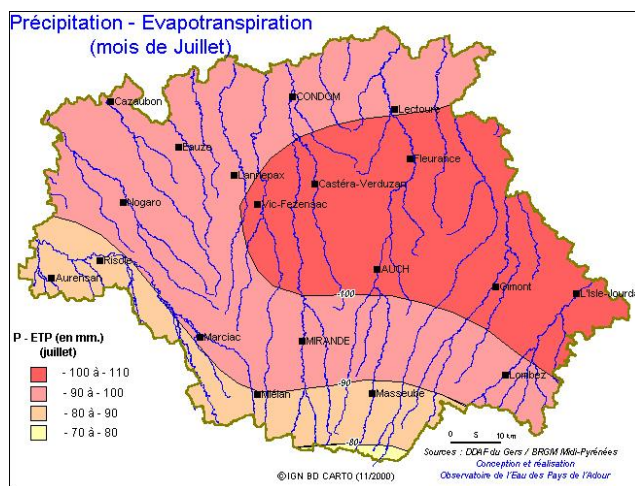 Précipitation - Evapotranspiration
(mois de Juillet)
Cazaubon
CONDOM
Lectoure
Eauze
Fleurance
Lannepax
Castéra-Verduzan
Nogaro
Vic-Fezensac
Riscle
Aurensan
AUCH
Gimont
L'Isle-Jourda
-100
Marciac
MIRANDE
P - ETP (en mm.)
(juillet)
- 100 à - 110
- 90 à - 100
- 80 à - 90
- 70 à - 80
Lombez
-90
Miélan
Masseube
-80
0 5 10 km
Sources : DDAF du Gers / BRGM Midi-Pyrénées
Conception et réalisation
Observatoire de l'Eau des Pays de l'Adour
©IGN BD CARTO (11/2000)